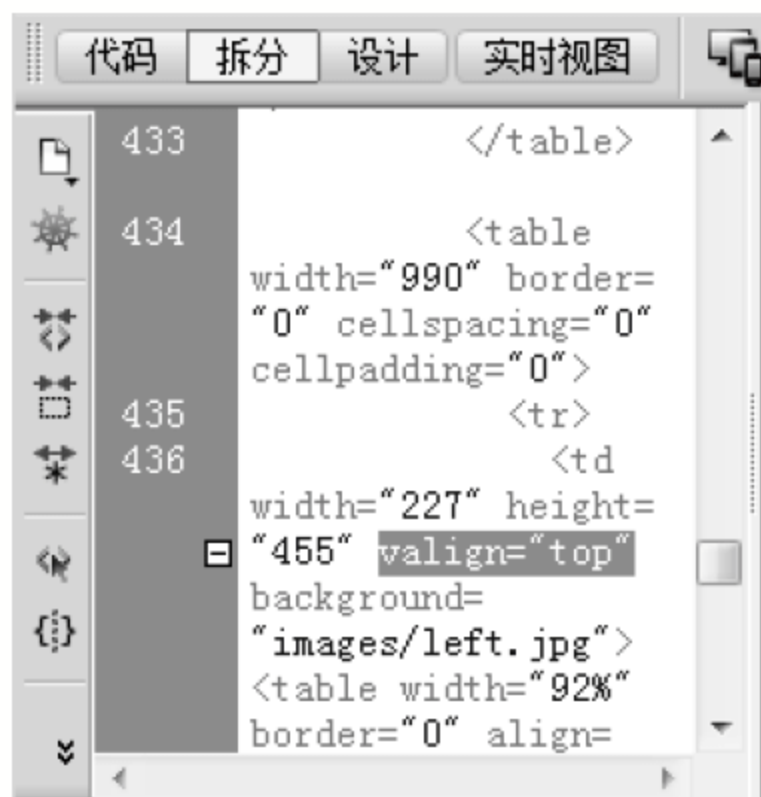 代码 拆分 设计 实时视图
433 </table>
434 <table
width="990" border=
"0" cellspacing="0"
cellpadding="0">
435 <tr>
436 <td
width="227" height=
"455" valign="top"
background=
"images/left.jpg">
<table width="92%"
border="0" align=